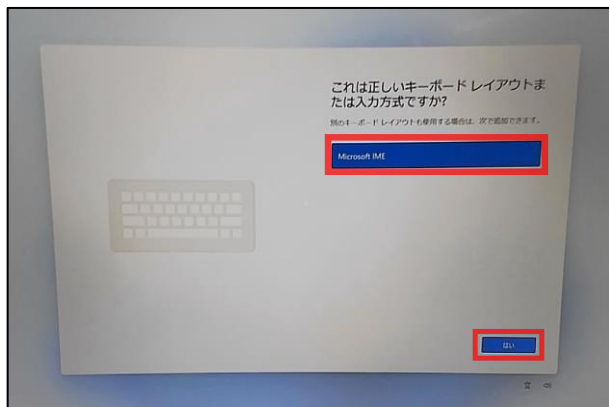 これは正しいキーボード レイアウトま
たは入力方式ですか?
別のキーボード レイアウトも使用する場合は、次で追加できます。
Microsoft IME
はい